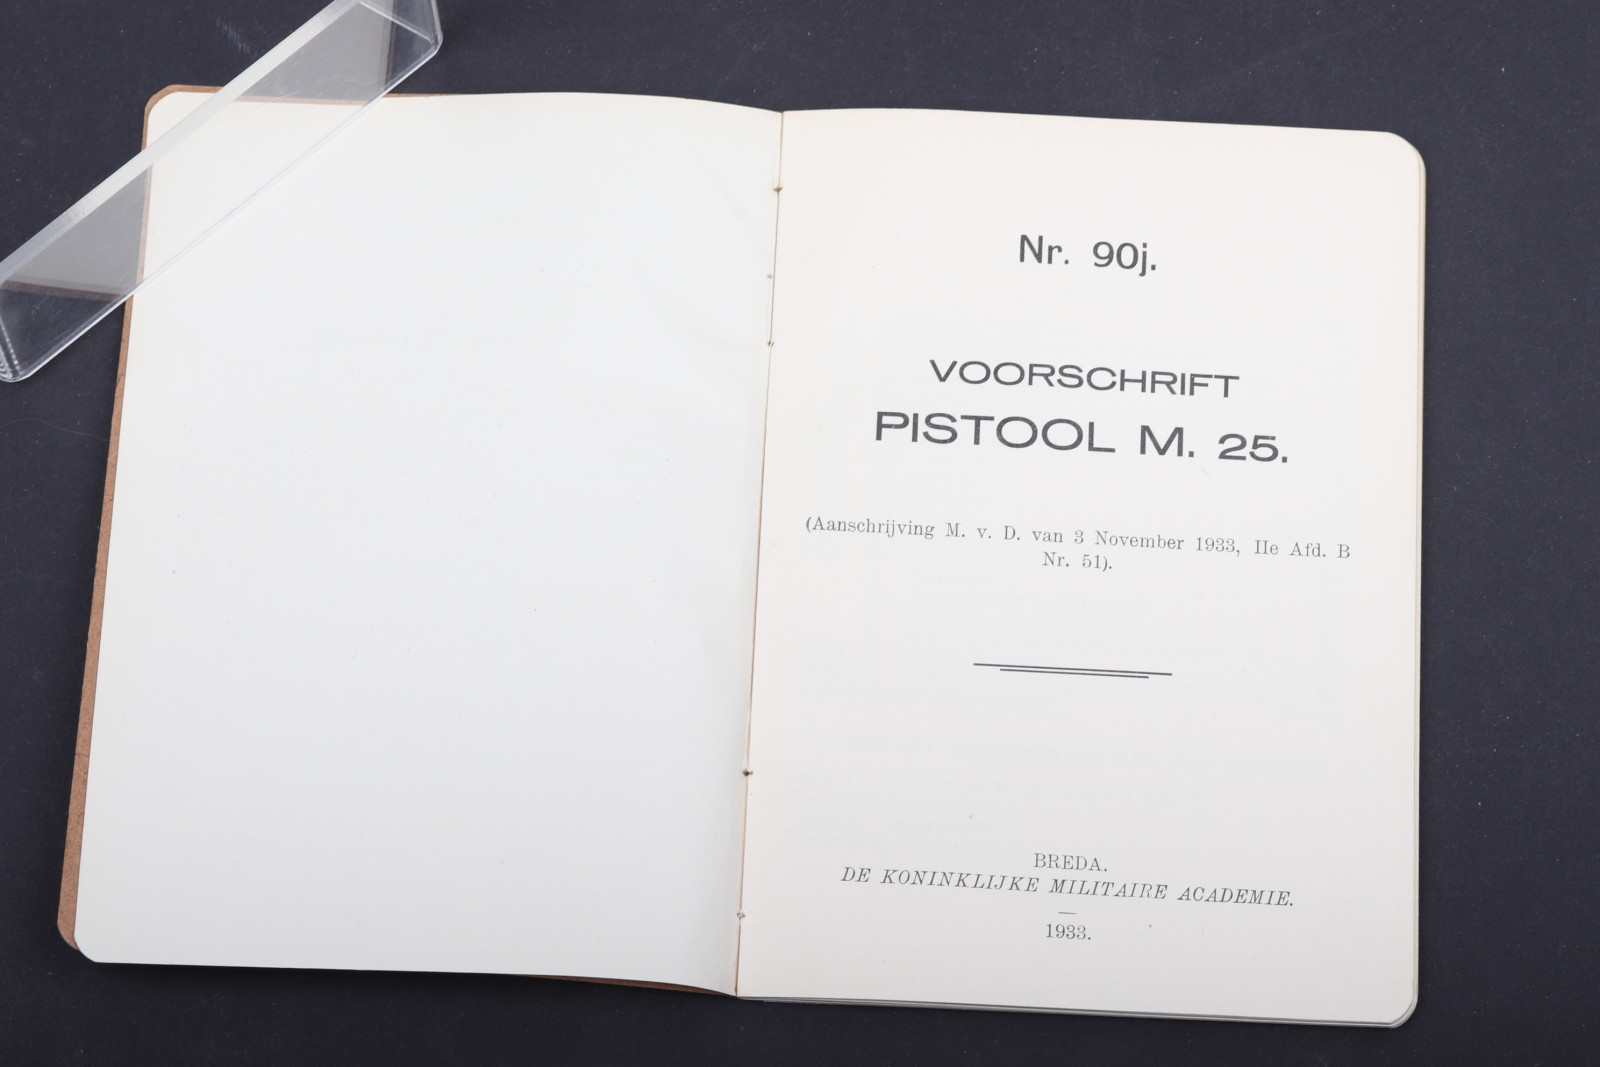 Nr. 90j.
VOORSCHRIFT
PISTOOL M. 25.
(Aanschrijving M. v. D. van 3 November 1933, IIe Afd. B
Nr. 51).
BREDA.
DE KONINKLIJKE MILITAIRE ACADEMIE.
1933.